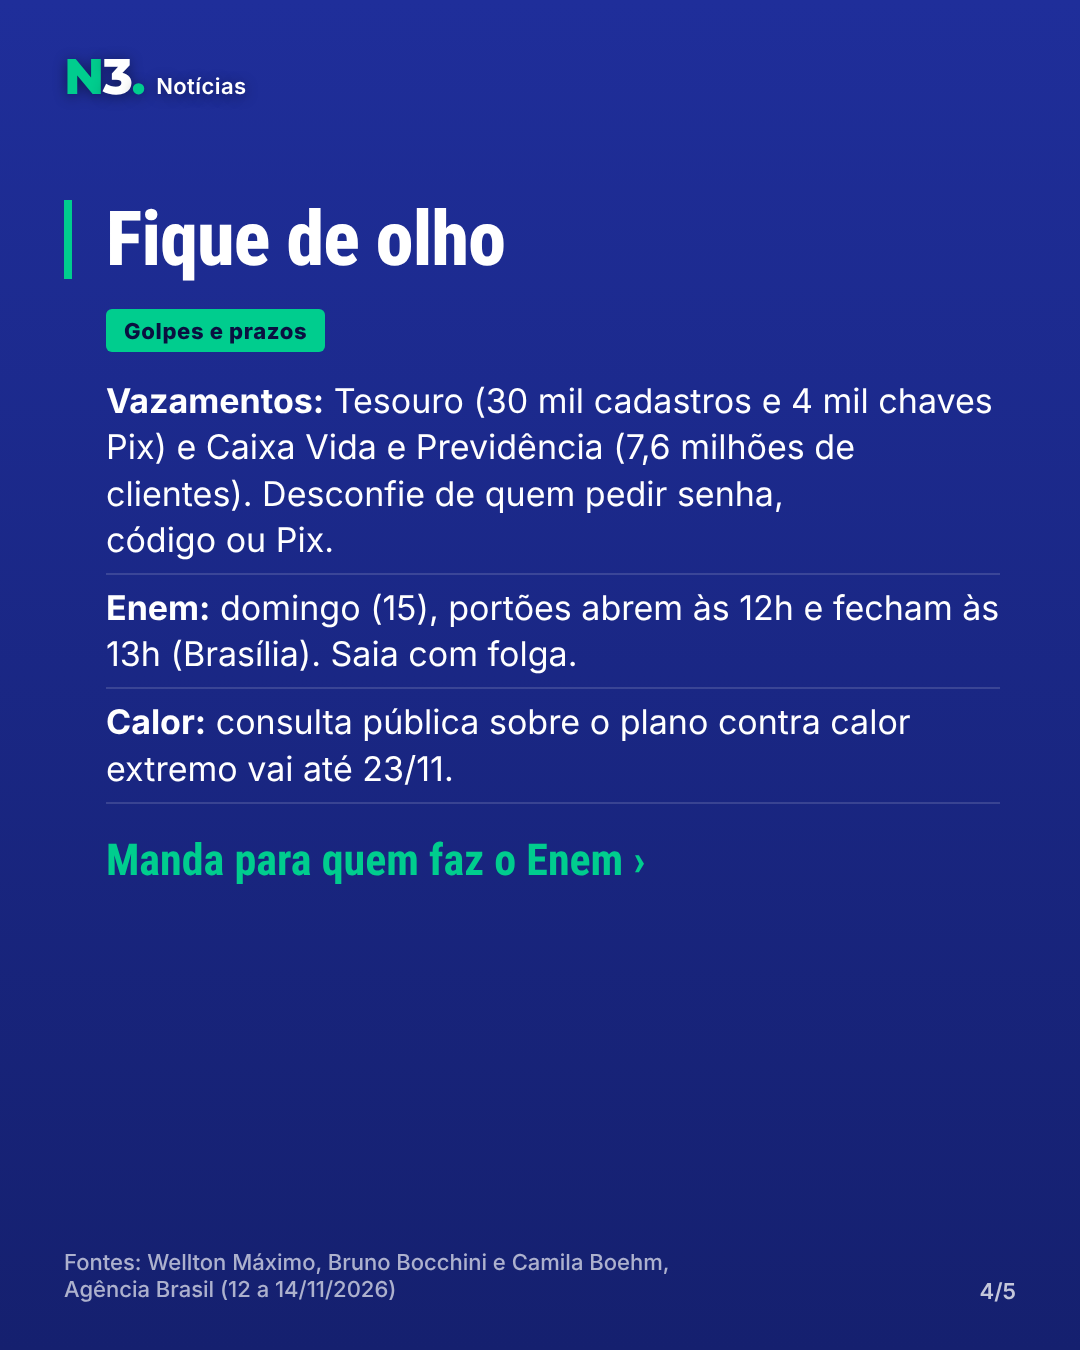 N3. Notícias
Fique de olho
Golpes e prazos
Vazamentos: Tesouro (30 mil cadastros e 4 mil chaves
Pix) e Caixa Vida e Previdência (7,6 milhões de
clientes). Desconfie de quem pedir senha,
código ou Pix.
Enem: domingo (15), portões abrem às 12h e fecham às
13h (Brasília). Saia com folga.
Calor: consulta pública sobre o plano contra calor
extremo vai até 23/11.
Manda para quem faz o Enem ›
Fontes: Wellton Máximo, Bruno Bocchini e Camila Boehm,
Agência Brasil (12 a 14/11/2026)
4/5